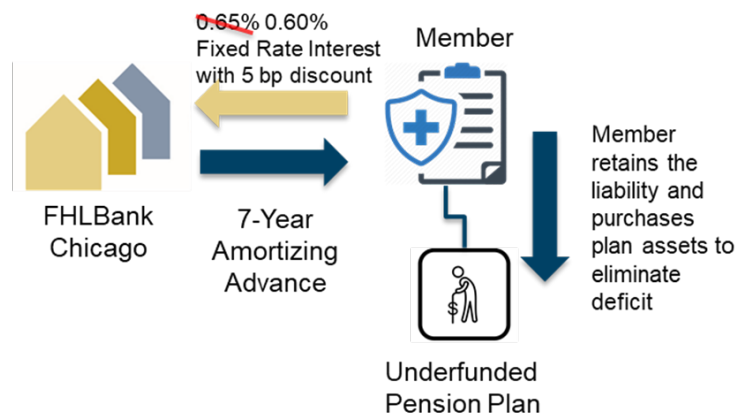 0.65% 0.60%
Fixed Rate Interest
with 5 bp discount
Member
FHLBank
Chicago
7-Year
Amortizing
Advance
Member
retains the
liability and
purchases
plan assets to
eliminate
deficit
$
Underfunded
Pension Plan